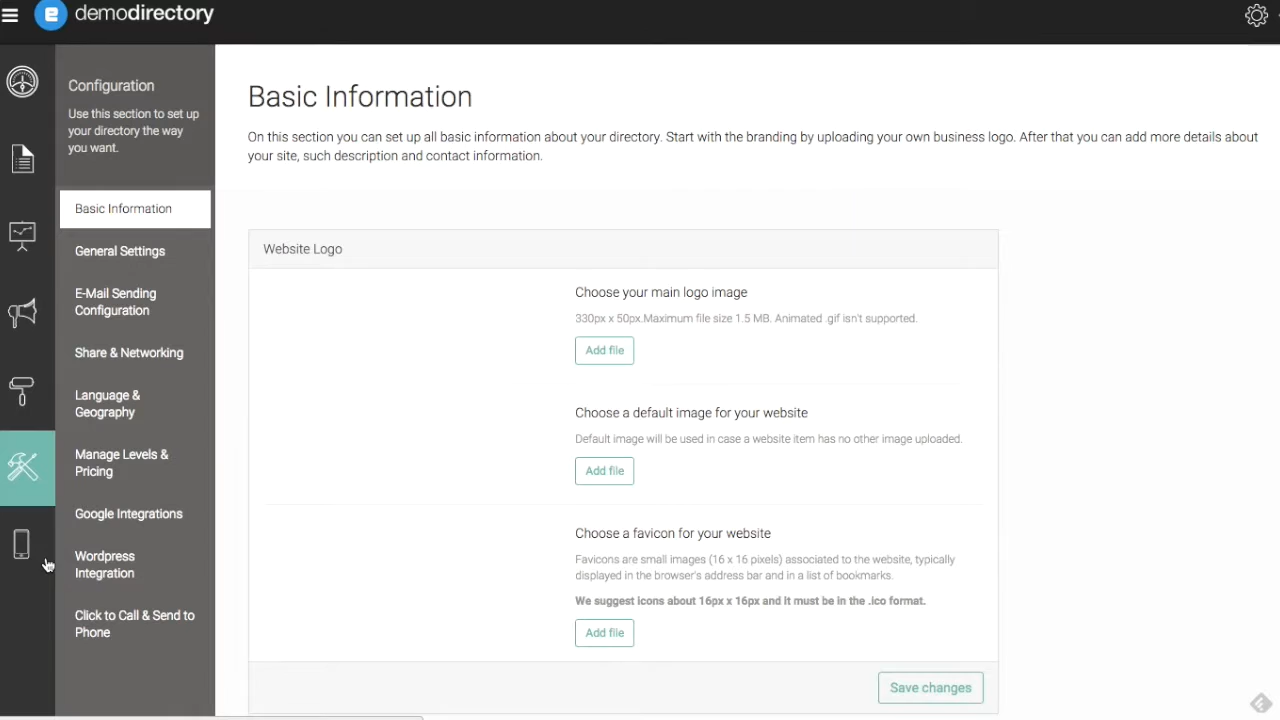 demodirectory
Configuration
Use this section to set up
your directory the way
you want.
Basic Information
General Settings
E-Mail Sending
Configuration
Share & Networking
Language &
Geography
Manage Levels &
Pricing
Google Integrations
Wordpress
Integration
Click to Call & Send to
Phone
Basic Information
On this section you can set up all basic information about your directory. Start with the branding by uploading your own business logo. After that you can add more details about
your site, such description and contact information.
Website Logo
Choose your main logo image
330px x 50px.Maximum file size 1.5 MB. Animated .gif isn't supported.
Add file
Choose a default image for your website
Default image will be used in case a website item has no other image uploaded.
Add file
Choose a favicon for your website
Favicons are small images (16 x 16 pixels) associated to the website, typically
displayed in the browser's address bar and in a list of bookmarks.
We suggest icons about 16px x 16px and it must be in the .ico format.
Add file
Save changes